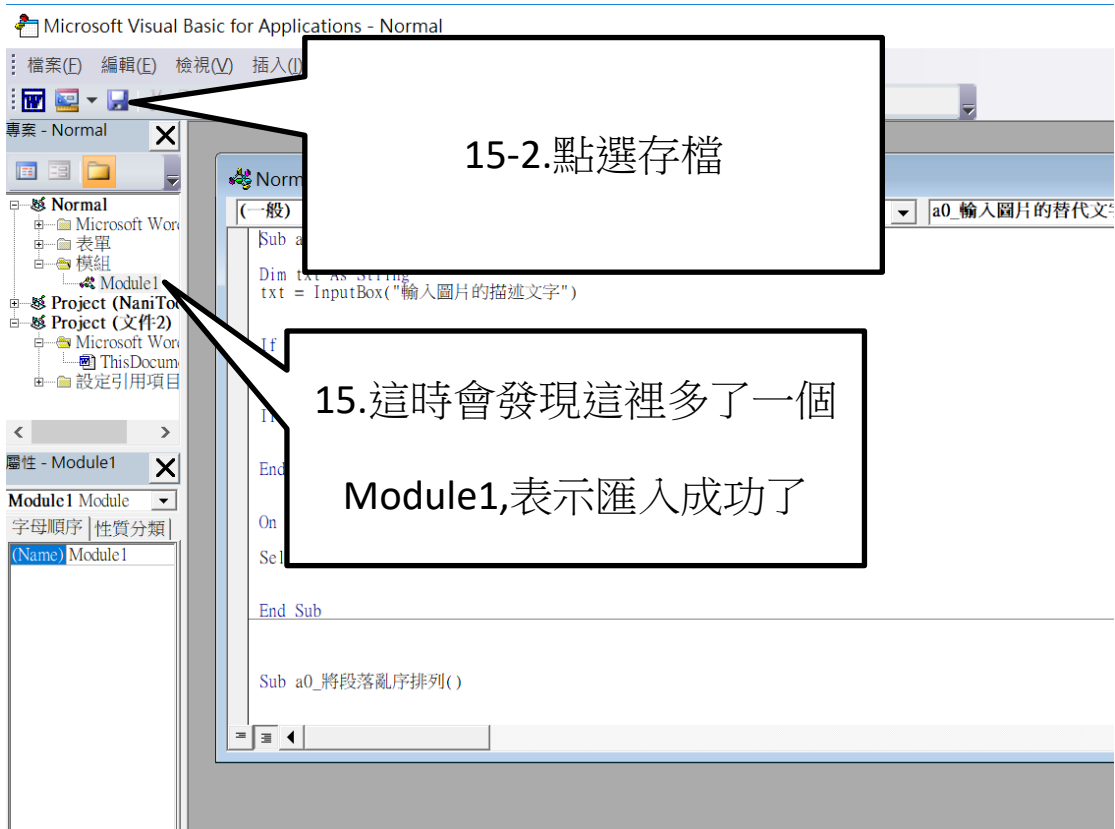 Microsoft Visual Basic for Applications - Normal
檔案(F) 編輯(E) 檢視(V) 插入(I)
專案 - Normal
Normal
Microsoft Wor
表單
模組
Module1
Project (NaniToo
Project (文件2)
Microsoft Wor
ThisDocum
設定引用項目
屬性 - Module1
Module1 Module
字母順序 性質分類
(Name) Module1
15-2.點選存檔
Norm
(一般) a0_輸入圖片的替代文字
Sub a
Dim txt As String
txt = InputBox("輸入圖片的描述文字")
If
15.這時會發現這裡多了一個
Module1,表示匯入成功了
End
On
Sel
End Sub
Sub a0_將段落亂序排列()